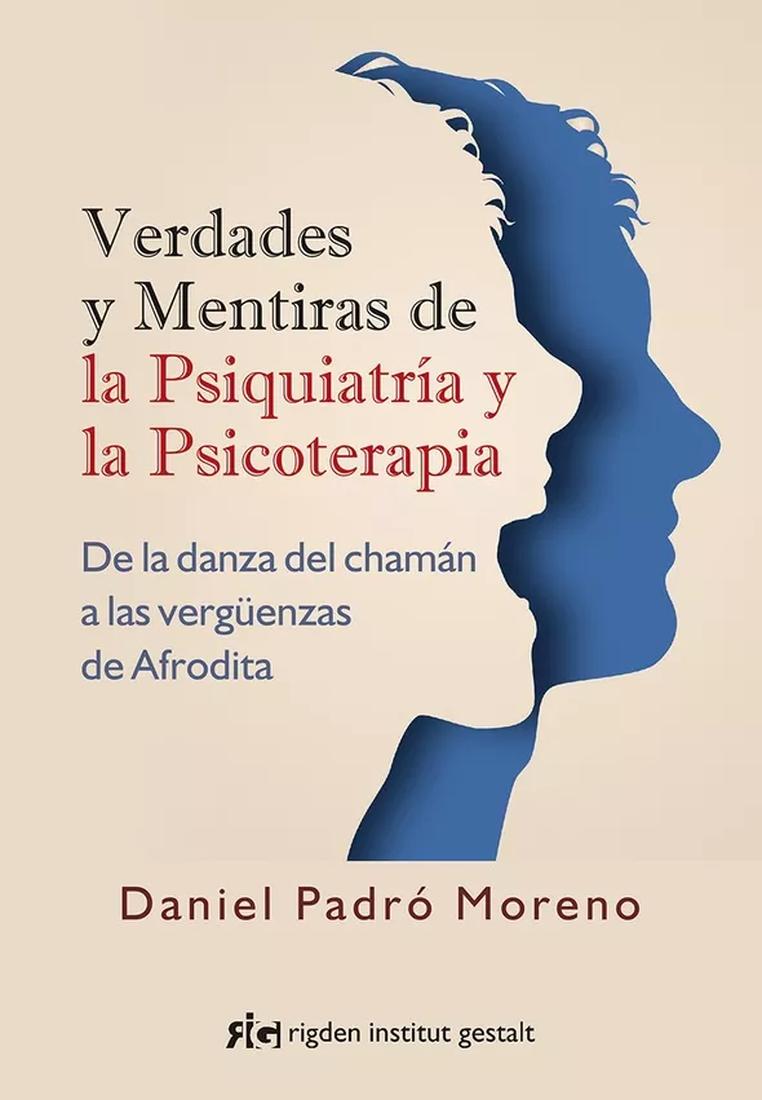 Verdades
y Mentiras de
la Psiquiatría y
la Psicoterapia
De la danza del chamán
a las vergüenzas
de Afrodita
Daniel Padró Moreno
RiG rigden institut gestalt